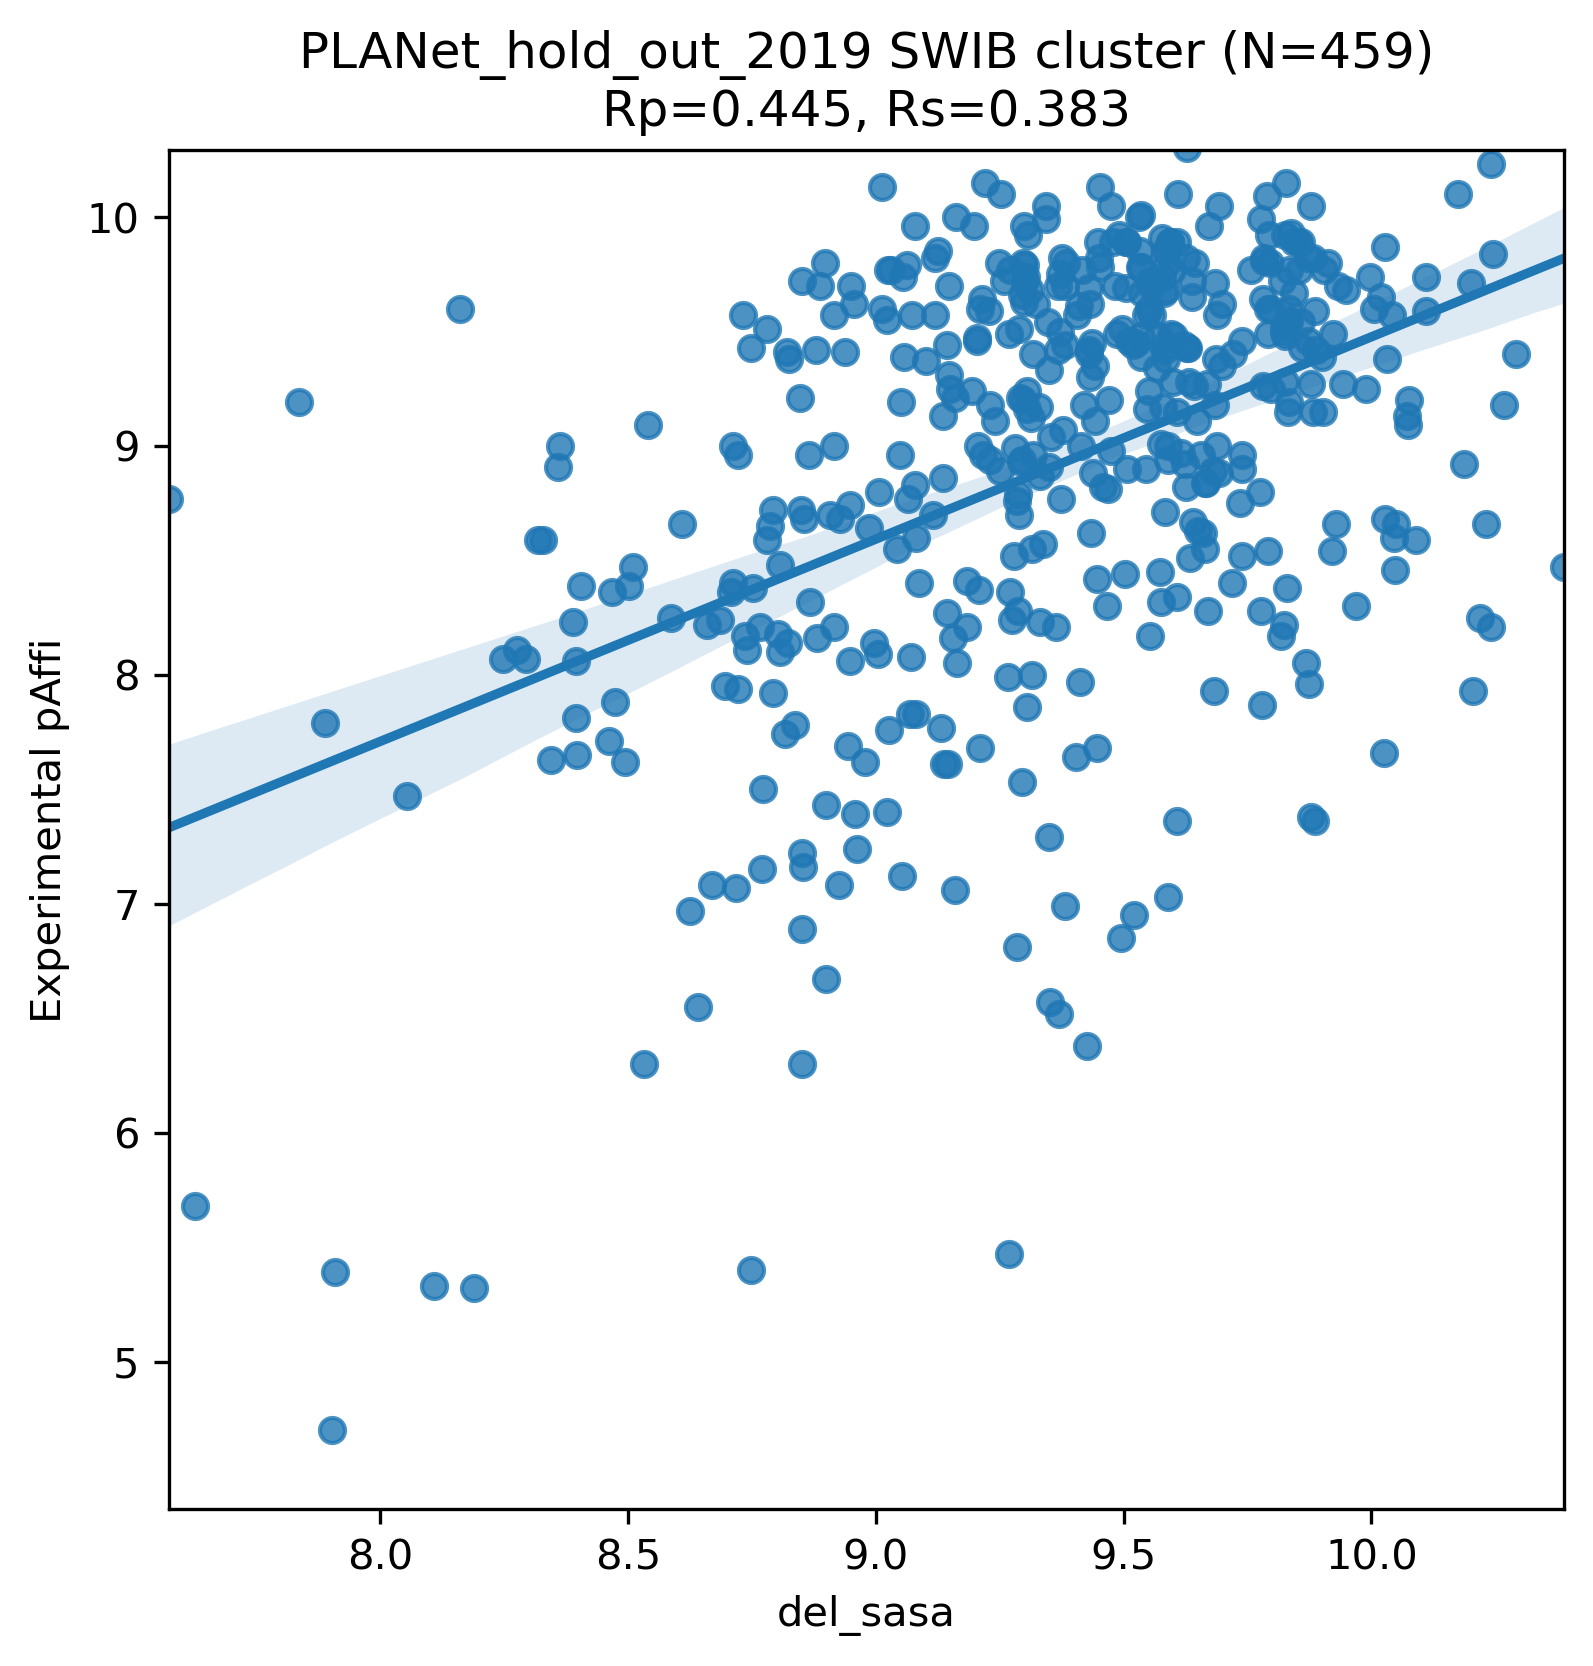 PLANet_hold_out_2019 SWIB cluster (N=459)
Rp=0.445, Rs=0.383
10
9
8
7
6
5
Experimental pAffi
8.0 8.5 9.0 9.5 10.0
del_sasa